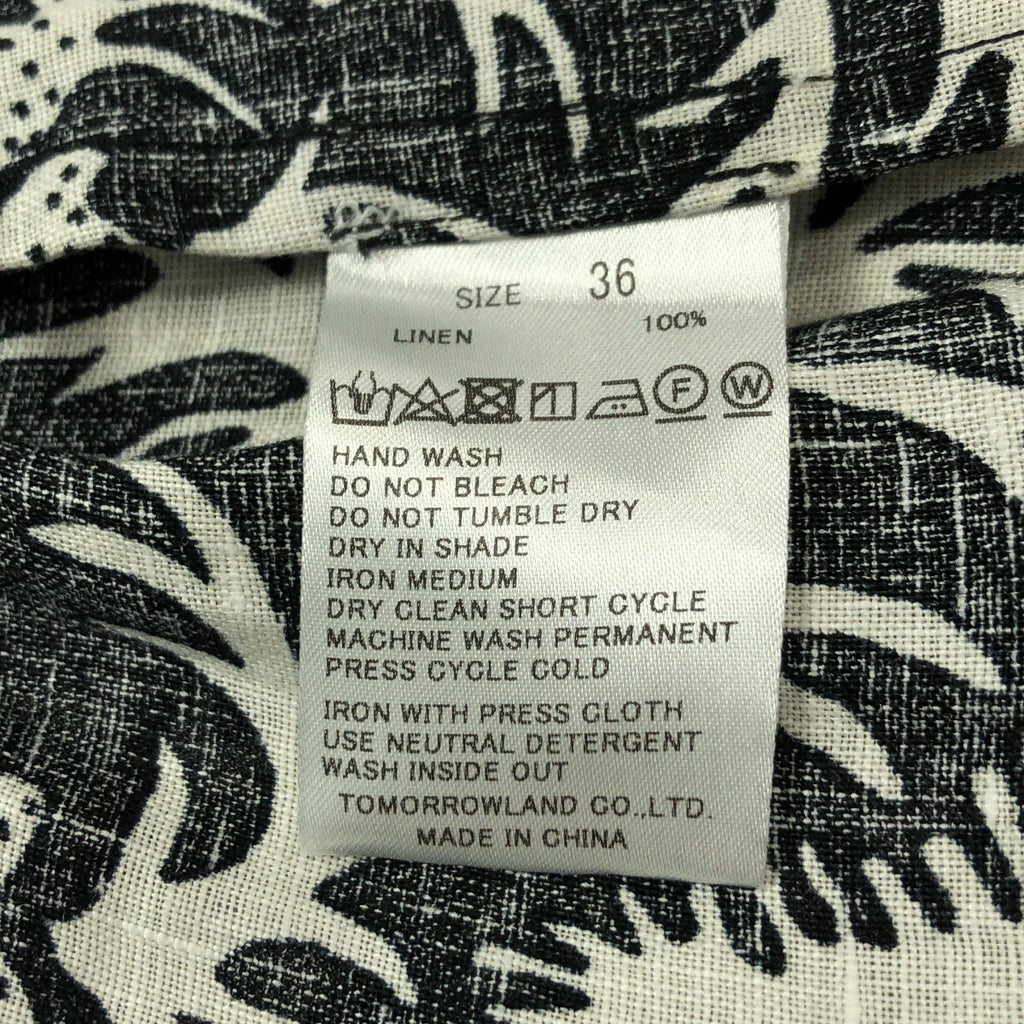 SIZE 36
LINEN 100%
F W
HAND WASH
DO NOT BLEACH
DO NOT TUMBLE DRY
DRY IN SHADE
IRON MEDIUM
DRY CLEAN SHORT CYCLE
MACHINE WASH PERMANENT
PRESS CYCLE COLD
IRON WITH PRESS CLOTH
USE NEUTRAL DETERGENT
WASH INSIDE OUT
TOMORROWLAND CO.,LTD.
MADE IN CHINA